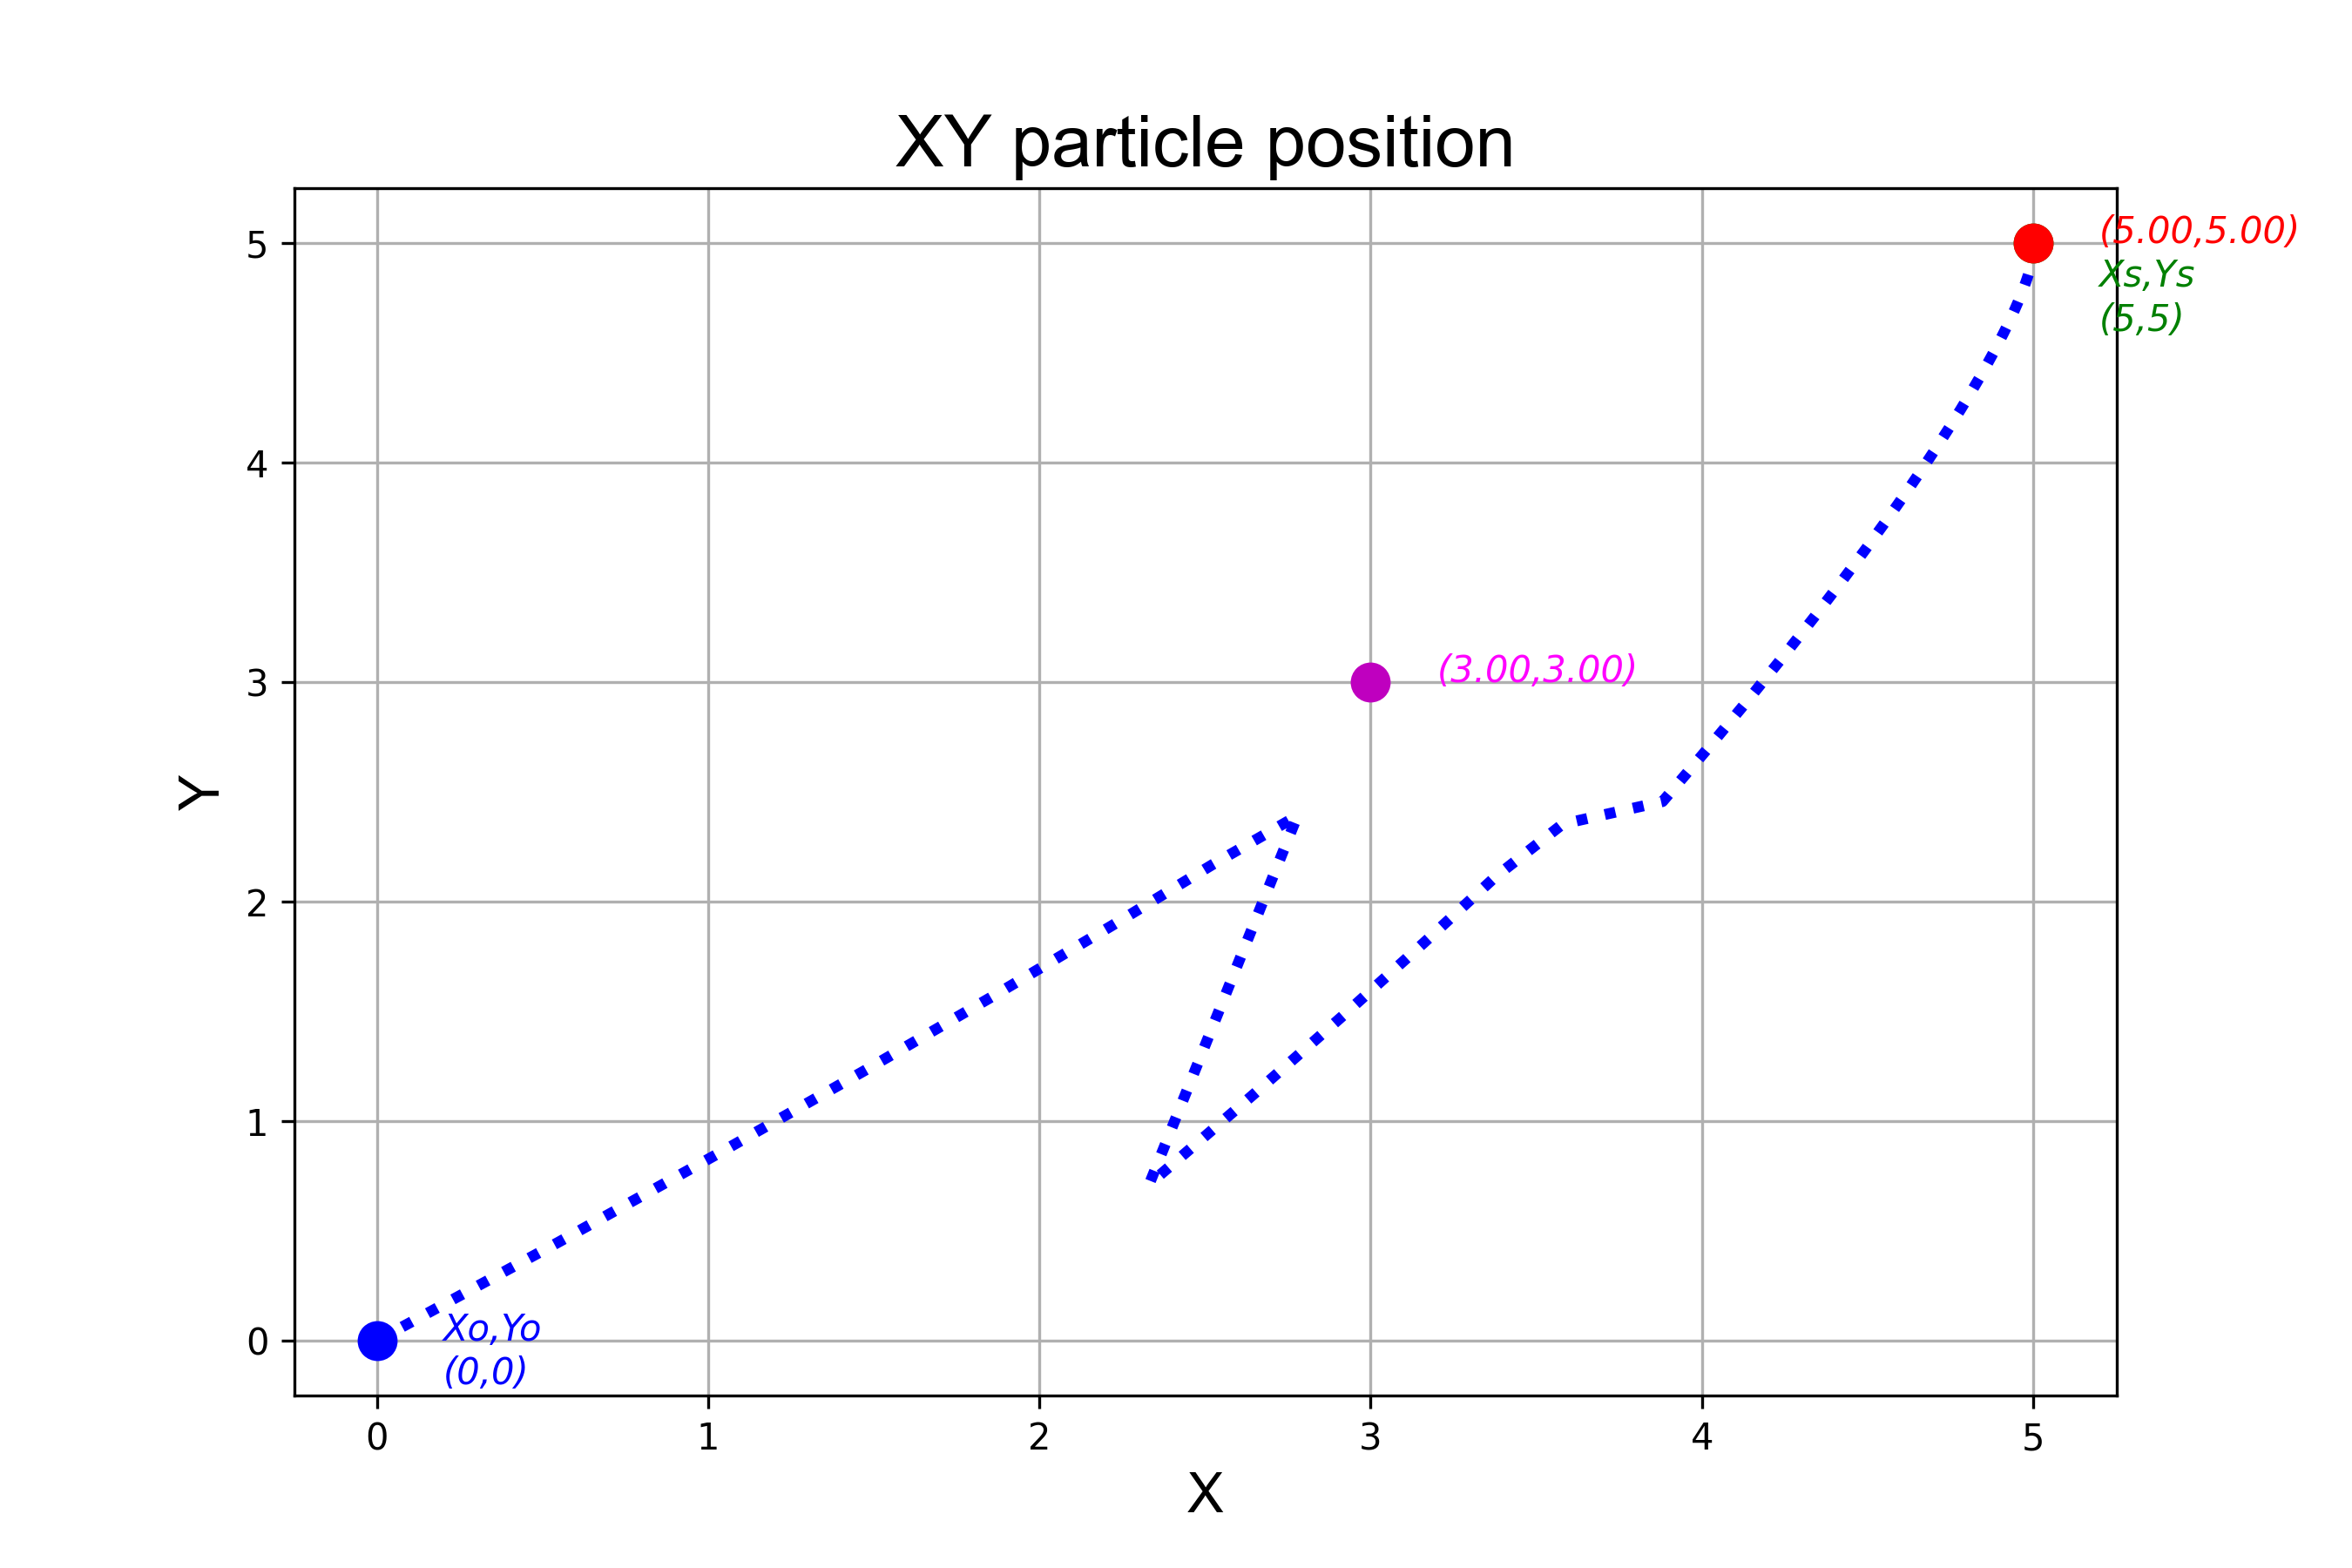 XY particle position
(5.00,5.00)
Xs,Ys
(5,5)
5
4
3
2
1
0
Y
(3.00,3.00)
Xo,Yo
(0,0)
0 1 2 3 4 5
X